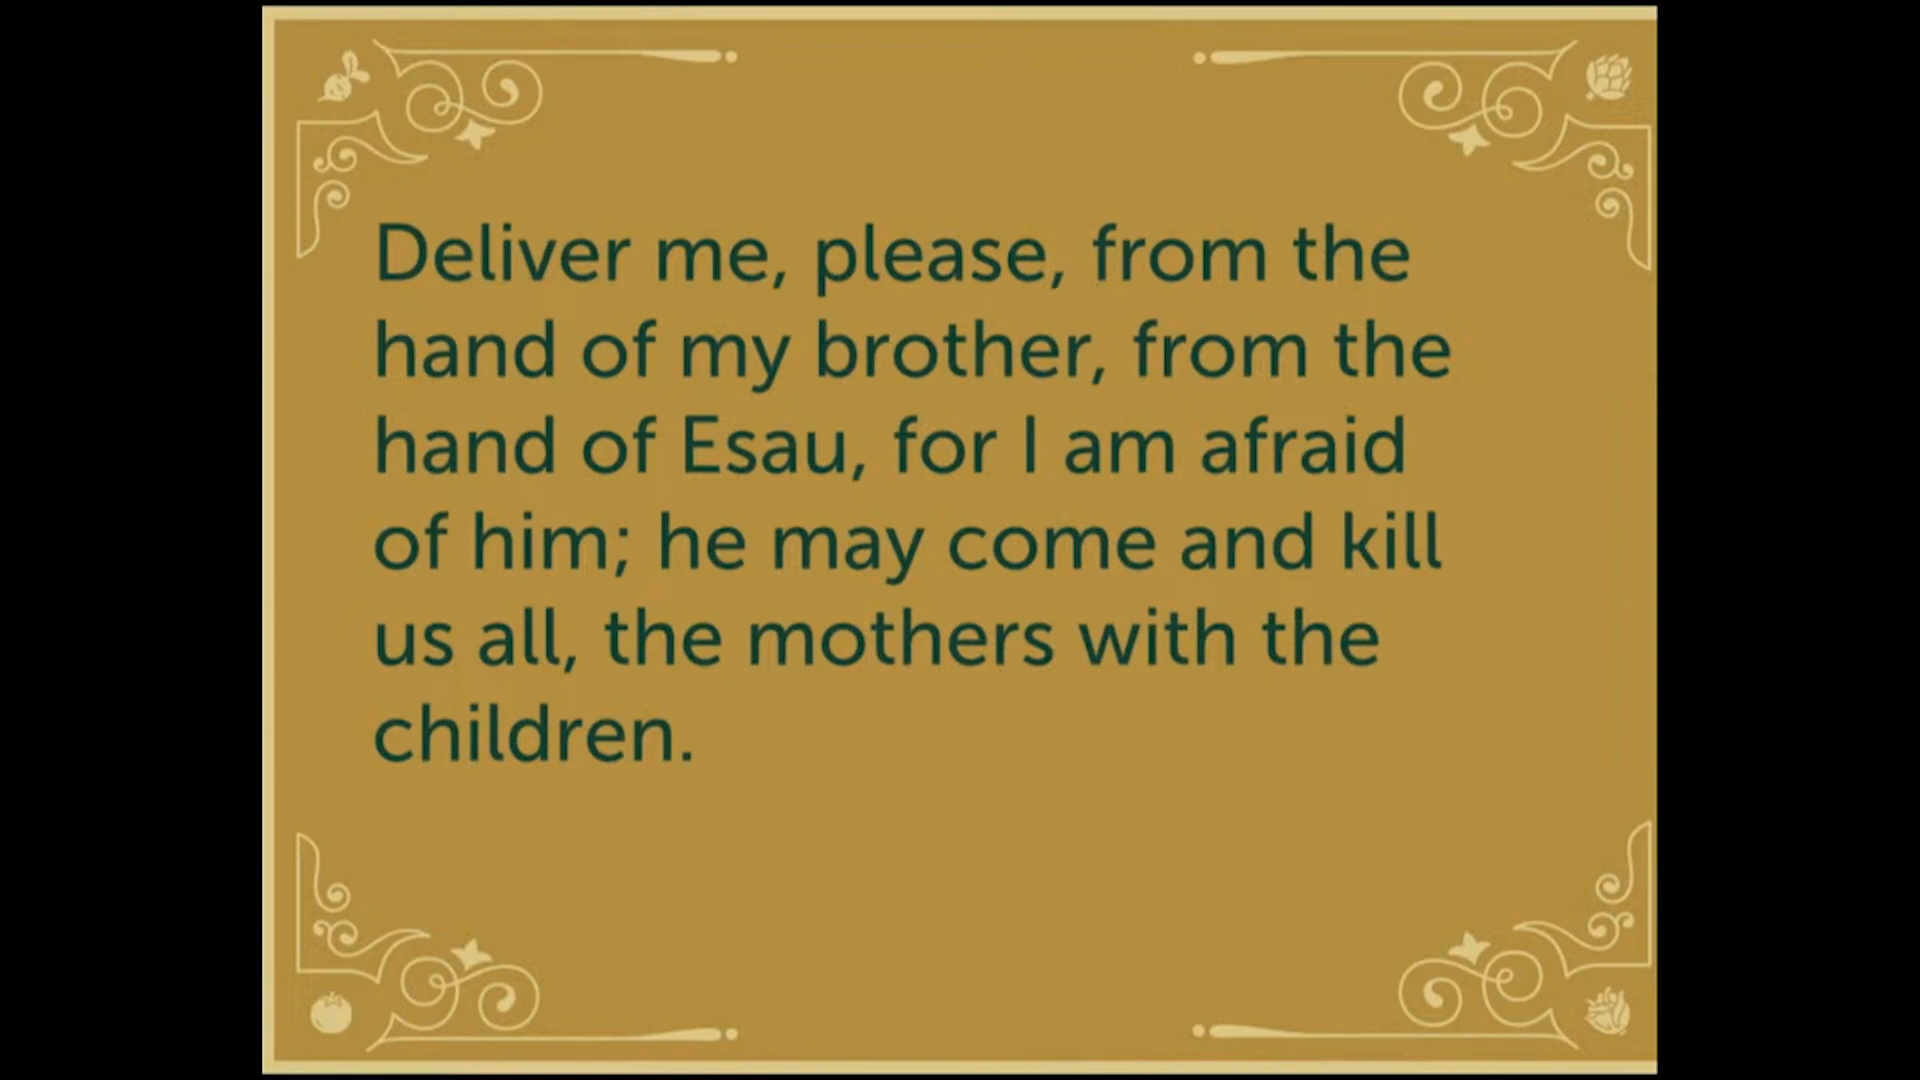 Deliver me, please, from the
hand of my brother, from the
hand of Esau, for I am afraid
of him; he may come and kill
us all, the mothers with the
children.